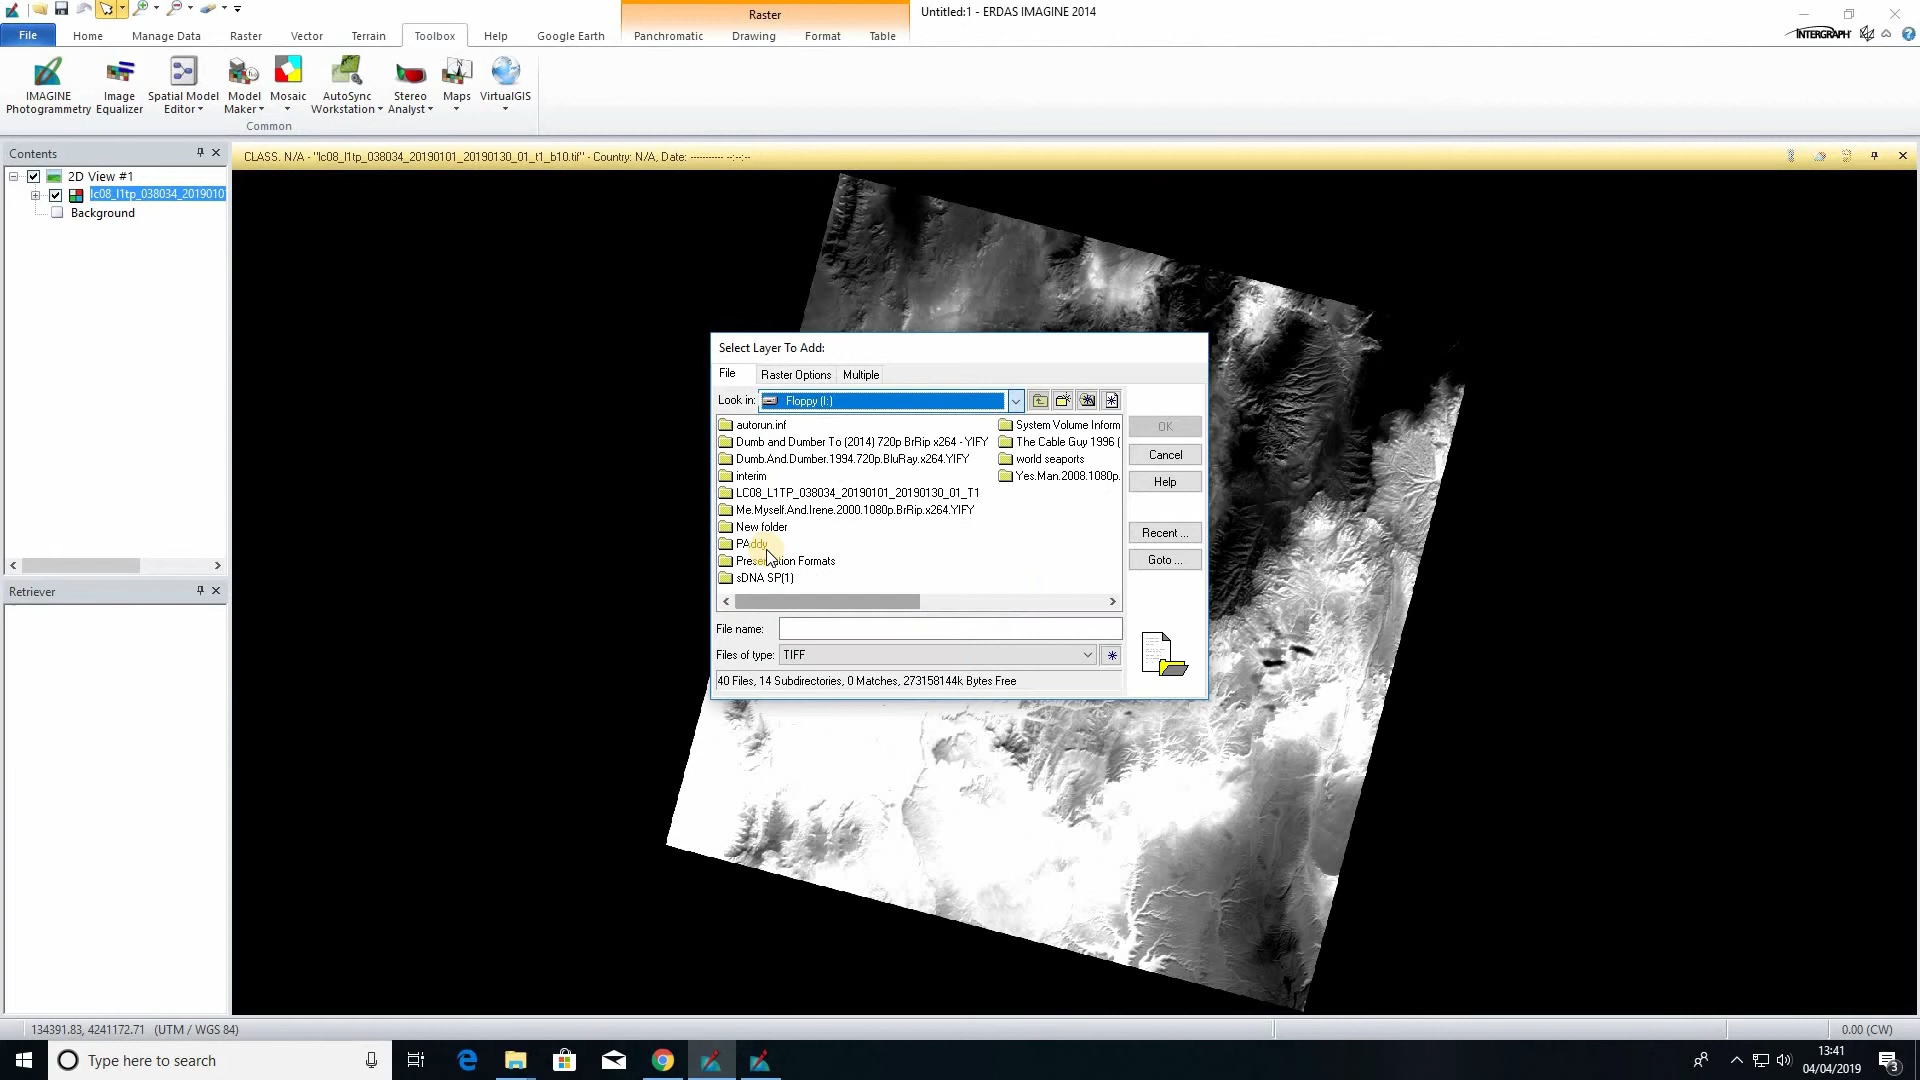 Raster
Untitled:1 - ERDAS IMAGINE 2014
File
Home
Manage Data
Raster
Vector
Terrain
Toolbox
Help
Google Earth
Panchromatic
Drawing
Format
Table
INTERGRAPH
IMAGINE
Photogrammetry
Image
Equalizer
Spatial Model
Editor
Model
Maker
Mosaic
AutoSync
Workstation
Stereo
Analyst
Maps
VirtualGIS
Common
Contents
CLASS. N/A - "lc08_l1tp_038034_20190101_20190130_01_t1_b10.tif" - Country: N/A, Date: ---------- --:--:--
2D View #1
lc08_l1tp_038034_2019010
Background
Retriever
Select Layer To Add:
File
Raster Options
Multiple
Look in:
Floppy (I:)
autorun.inf
Dumb and Dumber To (2014) 720p BrRip x264 - YIFY
Dumb.And.Dumber.1994.720p.BluRay.x264.YIFY
interim
LC08_L1TP_038034_20190101_20190130_01_T1
Me.Myself.And.Irene.2000.1080p.BrRip.x264.YIFY
New folder
PAddy
Presentation Formats
sDNA SP(1)
System Volume Inform
The Cable Guy 1996 (
world seaports
Yes.Man.2008.1080p.
OK
Cancel
Help
Recent ...
Goto ...
File name:
Files of type:
TIFF
40 Files, 14 Subdirectories, 0 Matches, 273158144k Bytes Free
134391.83, 4241172.71 (UTM / WGS 84)
0.00 (CW)
Type here to search
13:41
04/04/2019
3